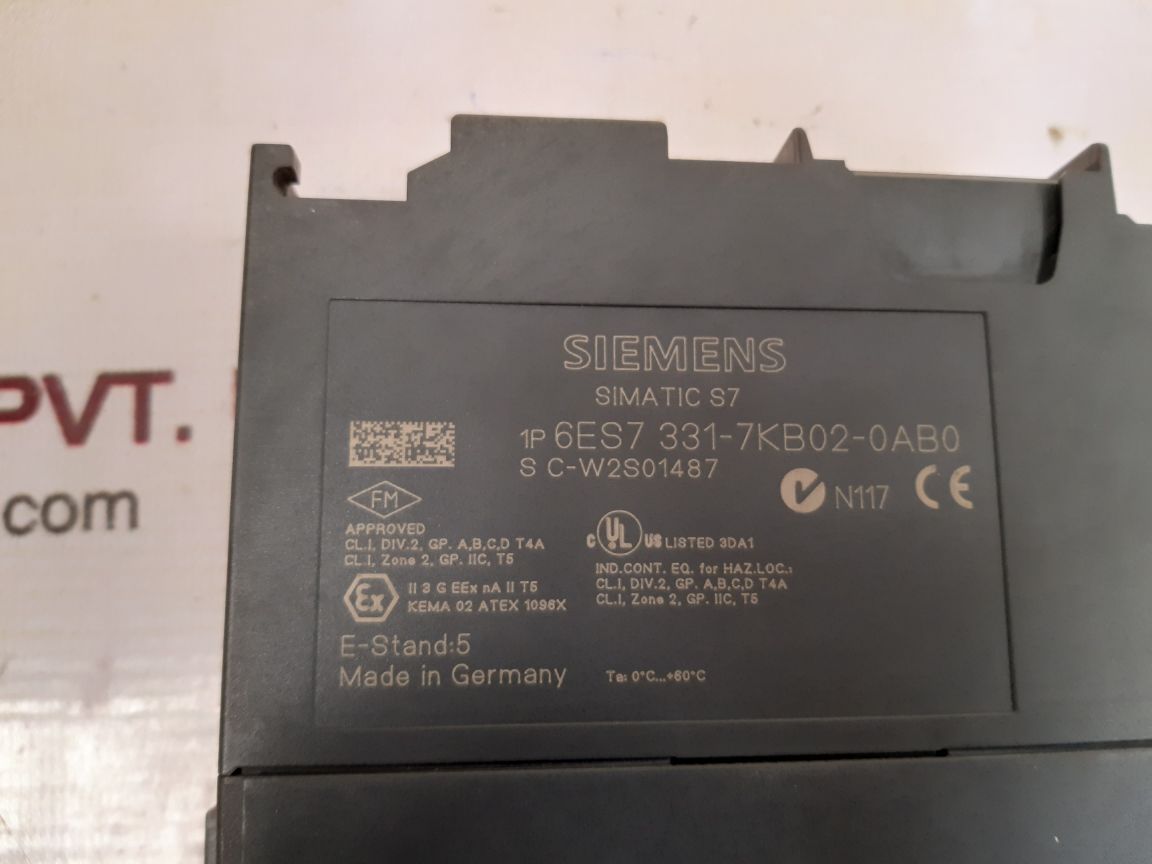 SIEMENS
SIMATIC S7
1P 6ES7 331-7KB02-0AB0
S C-W2S01487
N117 CE
FM
APPROVED
CL.I, DIV.2, GP. A,B,C,D T4A
CL.I, Zone 2, GP. IIC, T5
c UL US LISTED 3DA1
IND.CONT. EQ. for HAZ.LOC.:
CL.I, DIV.2, GP. A,B,C,D T4A
CL.I, Zone 2, GP. IIC, T5
Ex II 3 G EEx nA II T5
KEMA 02 ATEX 1096X
E-Stand:5
Made in Germany
Ta: 0°C...+60°C
PVT.
.com